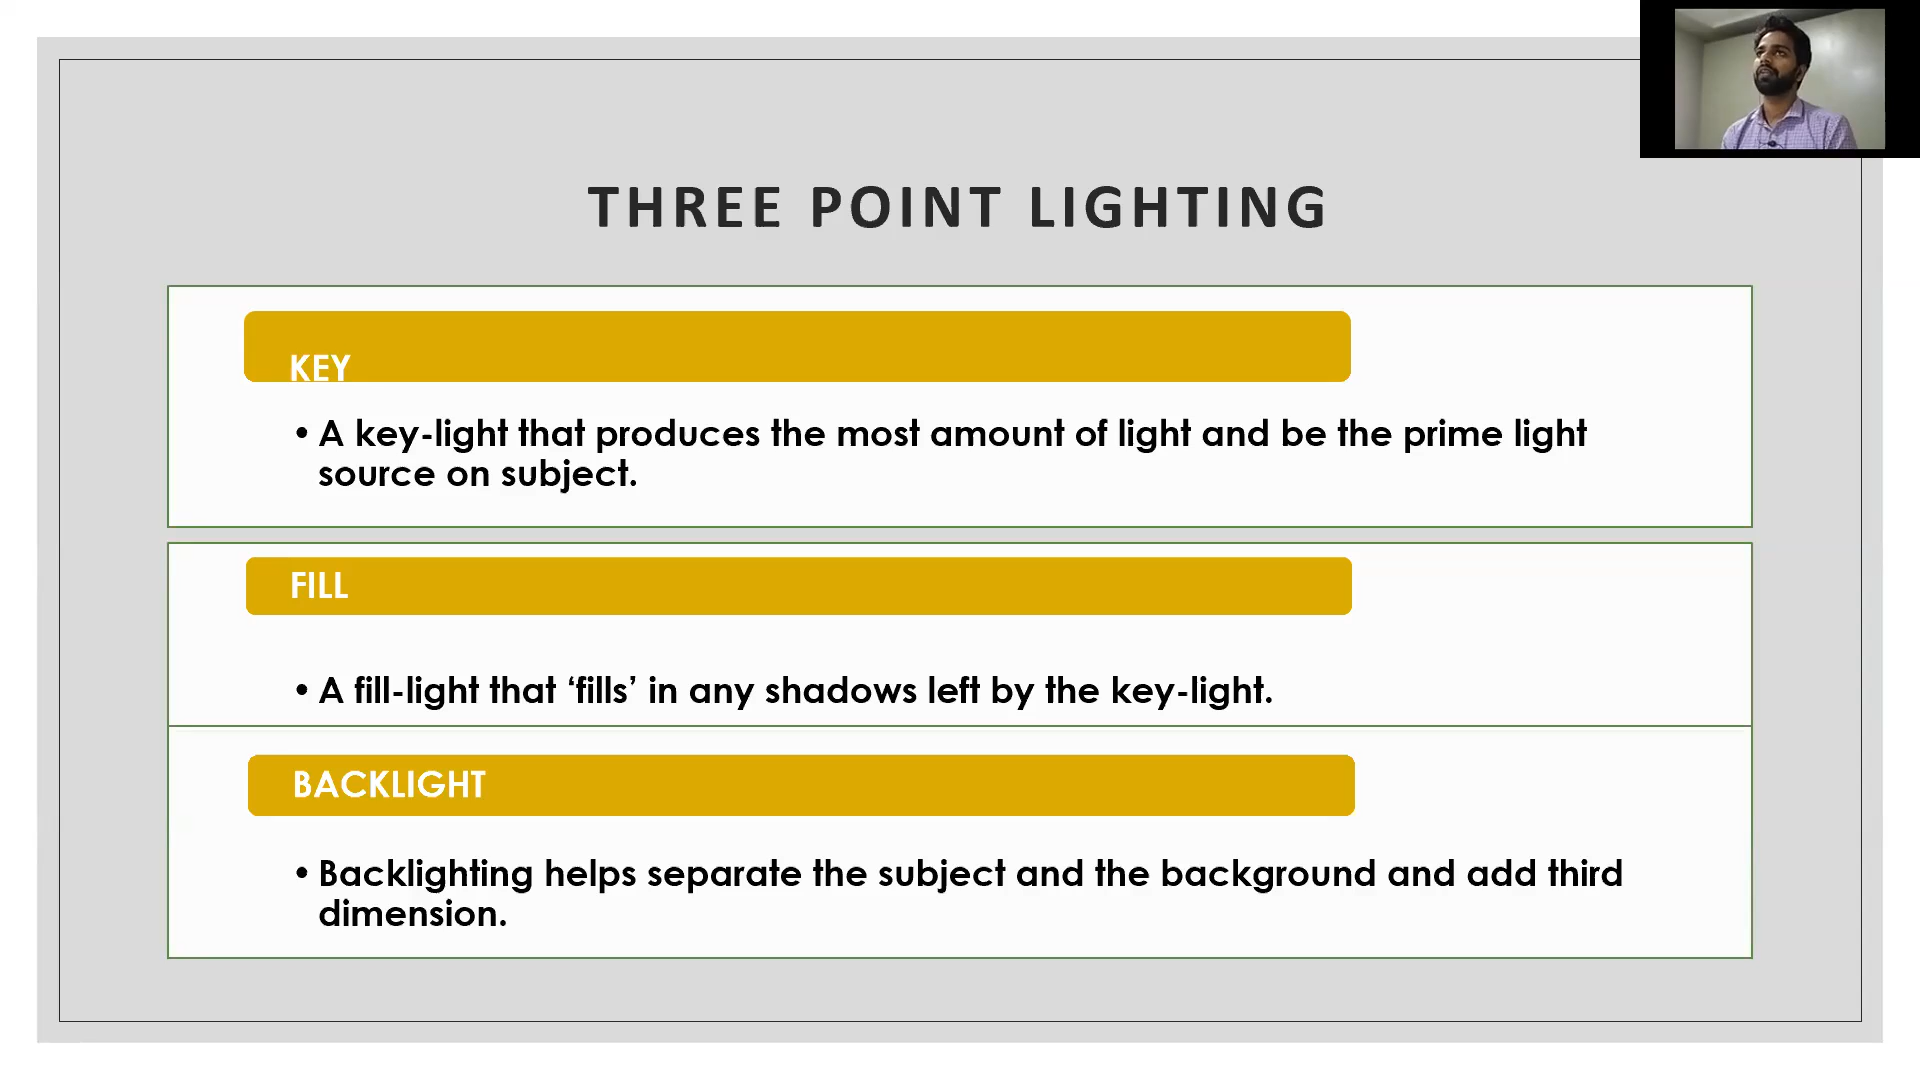 THREE POINT LIGHTING
KEY
• A key-light that produces the most amount of light and be the prime light
source on subject.
FILL
• A fill-light that ‘fills’ in any shadows left by the key-light.
BACKLIGHT
• Backlighting helps separate the subject and the background and add third
dimension.